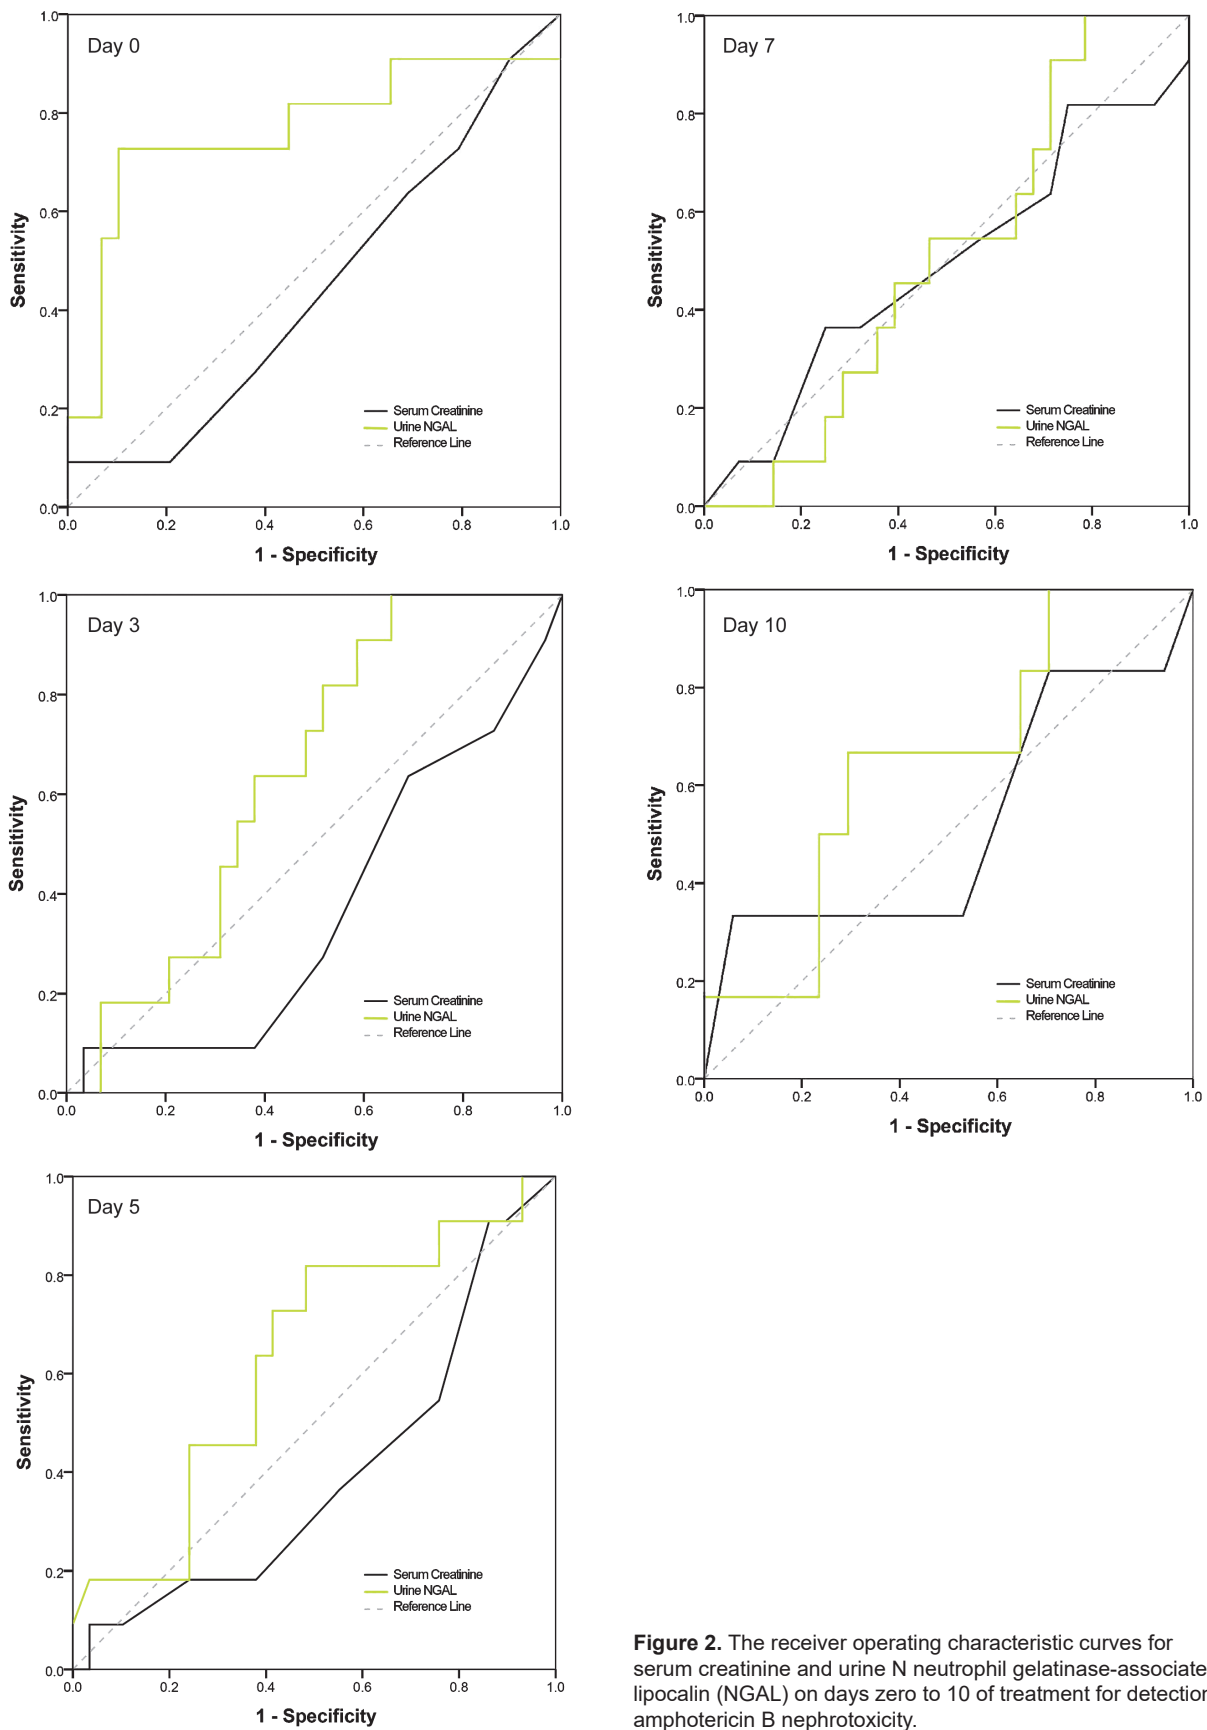 Day 0
1.0
0.8
0.6
0.4
0.2
0.0
Sensitivity
Serum Creatinine
Urine NGAL
Reference Line
0.0 0.2 0.4 0.6 0.8 1.0
1 - Specificity
Day 7
1.0
0.8
0.6
0.4
0.2
0.0
Sensitivity
Serum Creatinine
Urine NGAL
Reference Line
0.0 0.2 0.4 0.6 0.8 1.0
1 - Specificity
Day 3
1.0
0.8
0.6
0.4
0.2
0.0
Sensitivity
Serum Creatinine
Urine NGAL
Reference Line
0.0 0.2 0.4 0.6 0.8 1.0
1 - Specificity
Day 10
1.0
0.8
0.6
0.4
0.2
0.0
Sensitivity
Serum Creatinine
Urine NGAL
Reference Line
0.0 0.2 0.4 0.6 0.8 1.0
1 - Specificity
Day 5
1.0
0.8
0.6
0.4
0.2
0.0
Sensitivity
Serum Creatinine
Urine NGAL
Reference Line
0.0 0.2 0.4 0.6 0.8 1.0
1 - Specificity
Figure 2. The receiver operating characteristic curves for
serum creatinine and urine N neutrophil gelatinase-associate
lipocalin (NGAL) on days zero to 10 of treatment for detection
amphotericin B nephrotoxicity.